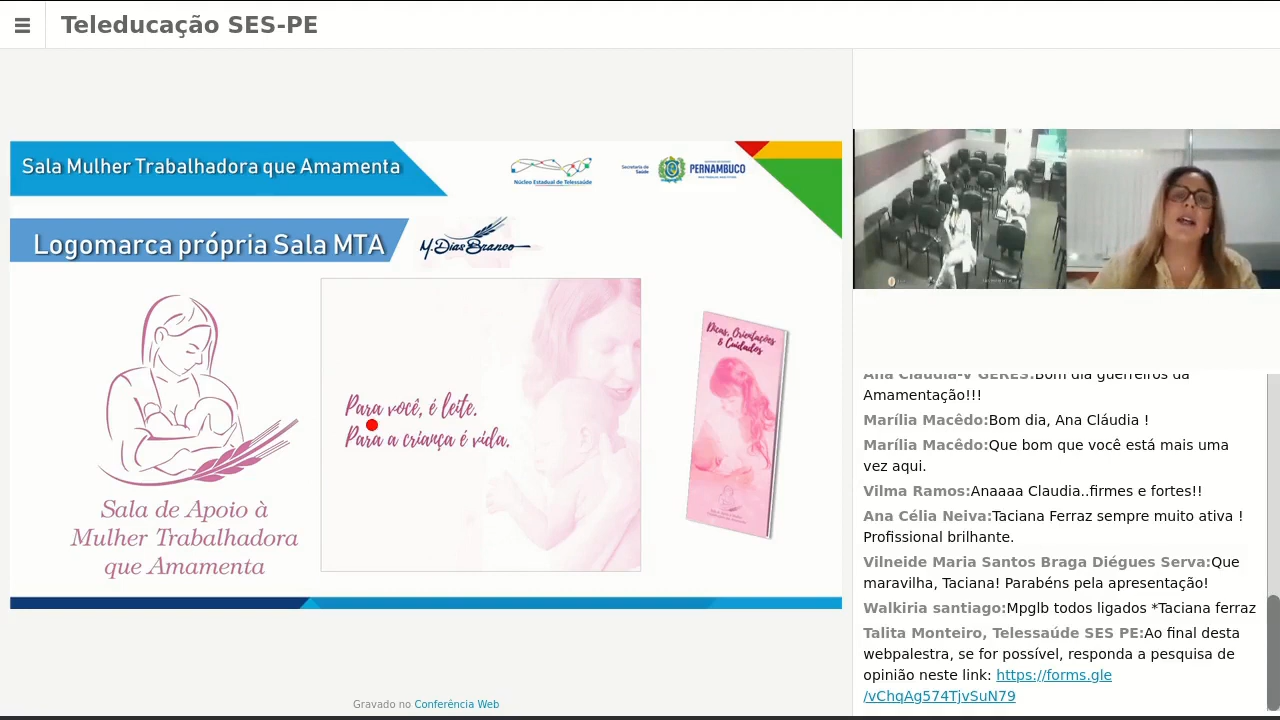 Teleducação SES-PE
Sala Mulher Trabalhadora que Amamenta
Núcleo Estadual de Telessaúde
Secretaria de
Saúde
PERNAMBUCO
Logomarca própria Sala MTA
M. Dias Branco
Para você, é leite.
Para a criança é vida.
Dicas, Orientações
& Cuidados
Sala de Apoio à
Mulher Trabalhadora
que Amamenta
Gravado no Conferência Web
Ana Cláudia-V GERES:Bom dia guerreiros da
Amamentação!!!
Marília Macêdo:Bom dia, Ana Cláudia !
Marília Macêdo:Que bom que você está mais uma
vez aqui.
Vilma Ramos:Anaaaa Claudia..firmes e fortes!!
Ana Célia Neiva:Taciana Ferraz sempre muito ativa !
Profissional brilhante.
Vilneide Maria Santos Braga Diégues Serva:Que
maravilha, Taciana! Parabéns pela apresentação!
Walkiria santiago:Mpglb todos ligados *Taciana ferraz
Talita Monteiro, Telessaúde SES PE:Ao final desta
webpalestra, se for possível, responda a pesquisa de
opinião neste link: https://forms.gle
/vChqAg574TjvSuN79